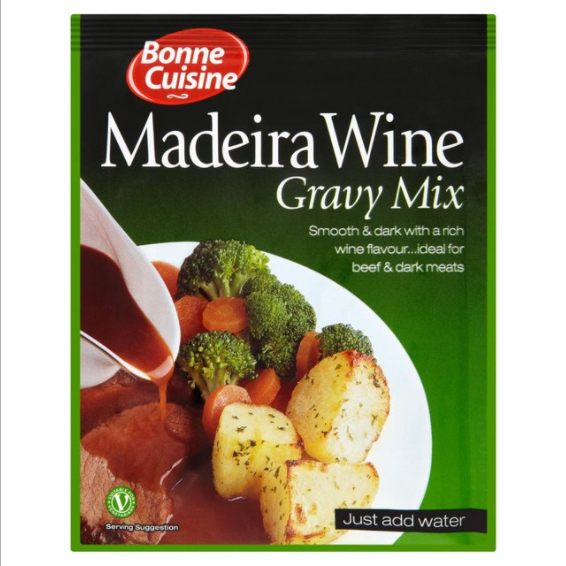 Bonne
Cuisine
Madeira Wine
Gravy Mix
Smooth & dark with a rich
wine flavour...ideal for
beef & dark meats
V
Serving Suggestion
Just add water